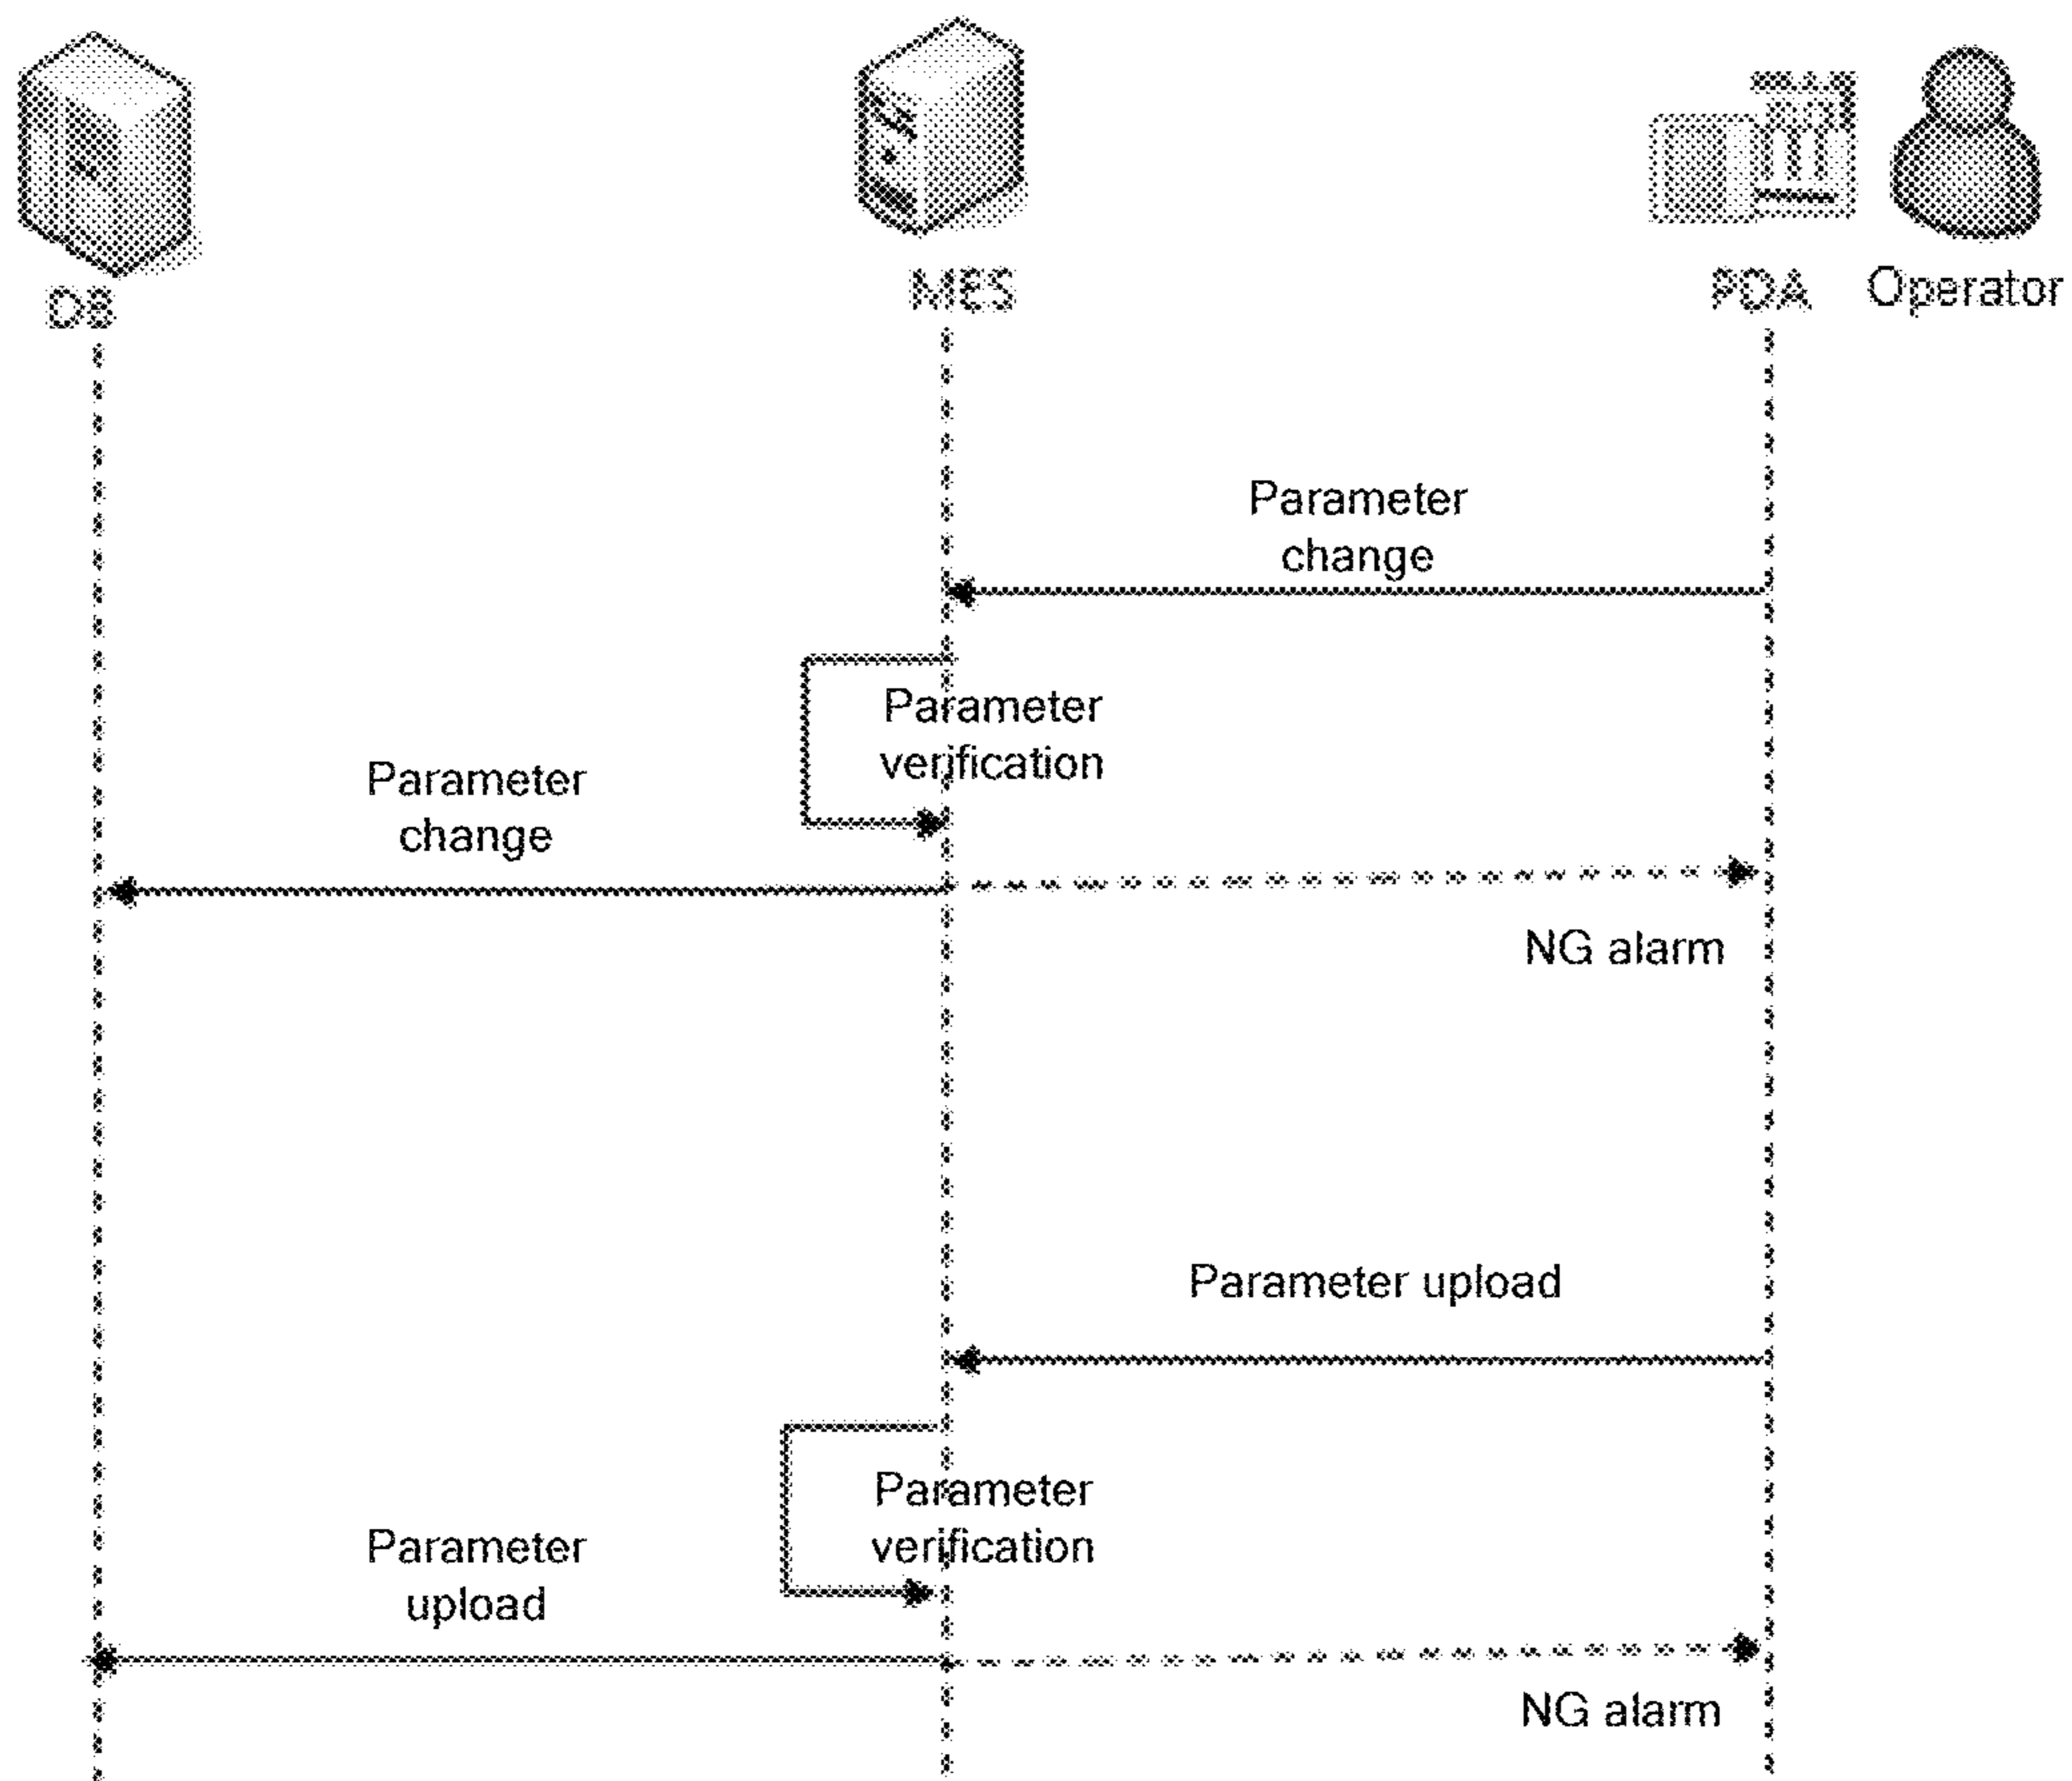 DB
MES
PDA
Operator
Parameter
change
Parameter
verification
Parameter
change
NG alarm
Parameter upload
Parameter
verification
Parameter
upload
NG alarm